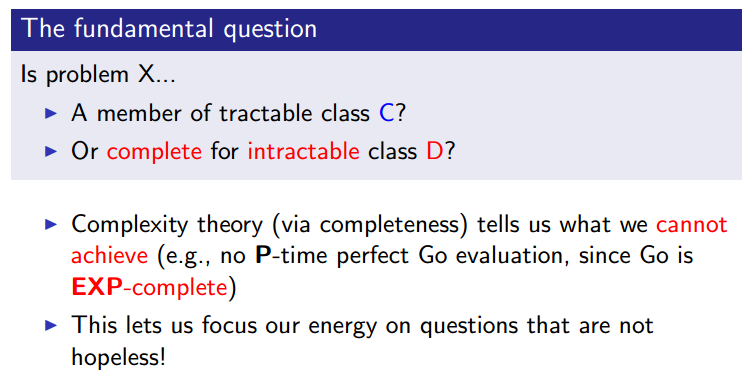 The fundamental question
Is problem X...
▶ A member of tractable class C?
▶ Or complete for intractable class D?
▶ Complexity theory (via completeness) tells us what we cannot
achieve (e.g., no P-time perfect Go evaluation, since Go is
EXP-complete)
▶ This lets us focus our energy on questions that are not
hopeless!